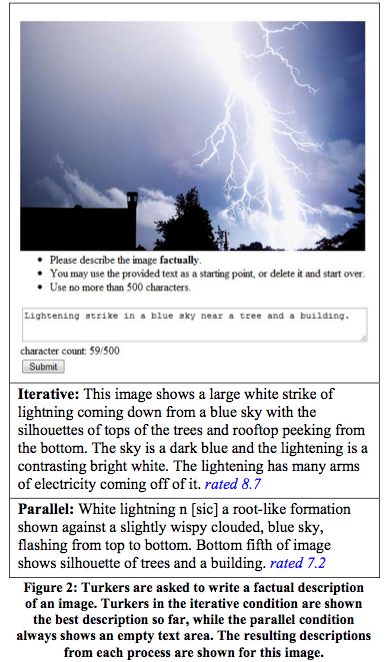 • Please describe the image factually.
• You may use the provided text as a starting point, or delete it and start over.
• Use no more than 500 characters.
Lightening strike in a blue sky near a tree and a building.
character count: 59/500
Submit
Iterative: This image shows a large white strike of
lightning coming down from a blue sky with the
silhouettes of tops of the trees and rooftop peeking from
the bottom. The sky is a dark blue and the lightening is a
contrasting bright white. The lightening has many arms
of electricity coming off of it. rated 8.7
Parallel: White lightning n [sic] a root-like formation
shown against a slightly wispy clouded, blue sky,
flashing from top to bottom. Bottom fifth of image
shows silhouette of trees and a building. rated 7.2
Figure 2: Turkers are asked to write a factual description
of an image. Turkers in the iterative condition are shown
the best description so far, while the parallel condition
always shows an empty text area. The resulting descriptions
from each process are shown for this image.